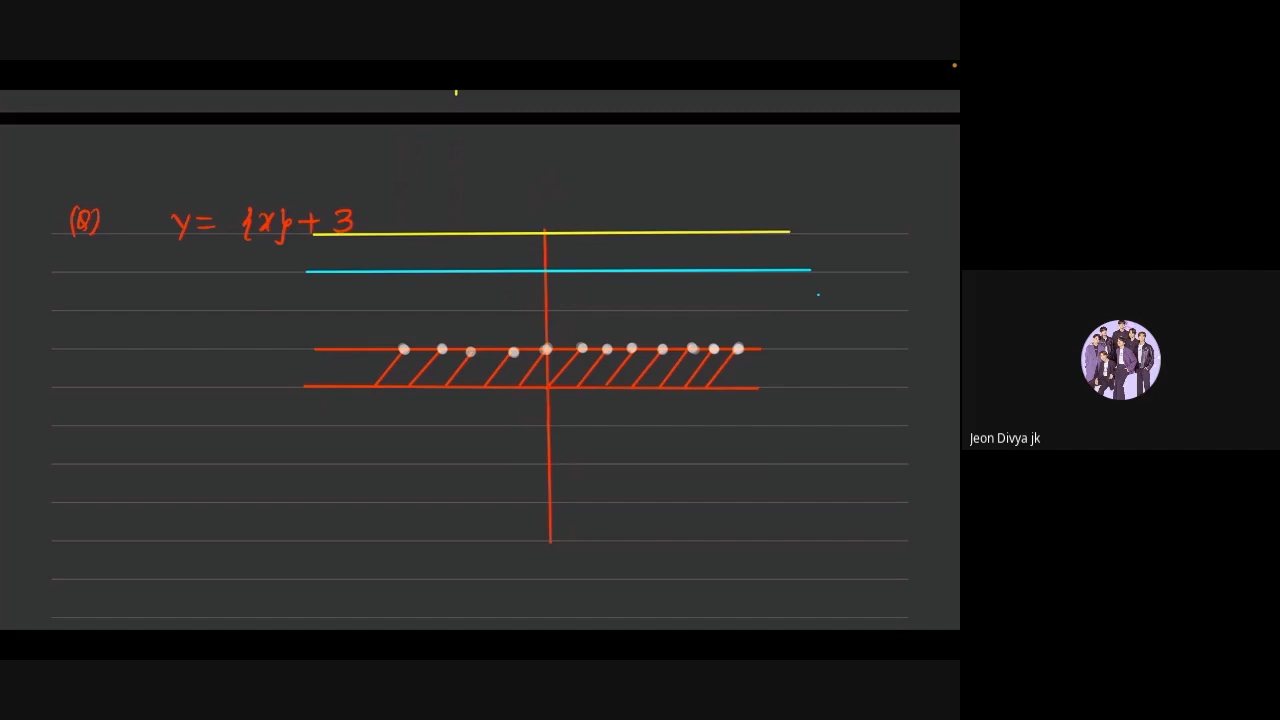 (Q) y = {x} + 3
Jeon Divya jk